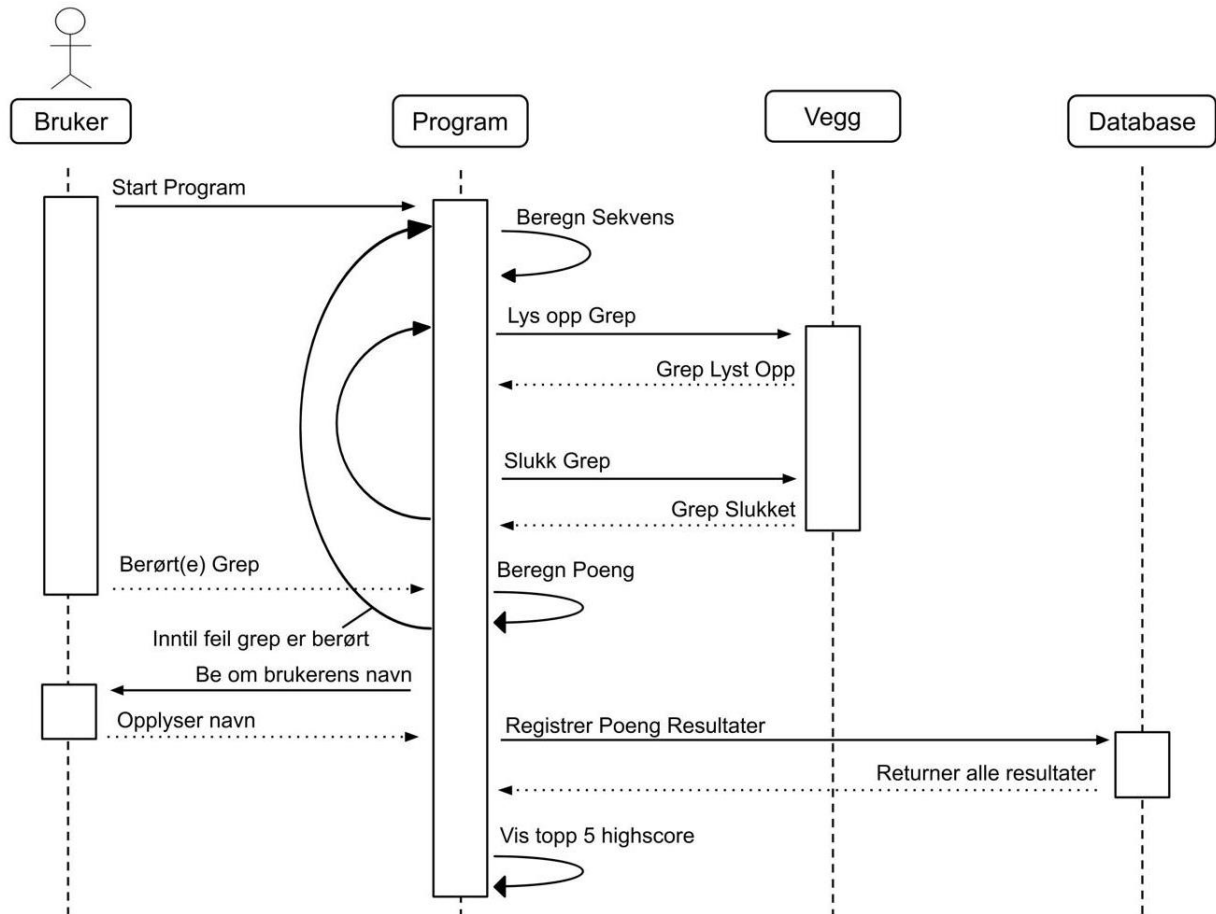 Bruker
Program
Vegg
Database
Start Program
Beregn Sekvens
Lys opp Grep
Grep Lyst Opp
Slukk Grep
Grep Slukket
Berørt(e) Grep
Beregn Poeng
Inntil feil grep er berørt
Be om brukerens navn
Opplyser navn
Registrer Poeng Resultater
Returner alle resultater
Vis topp 5 highscore